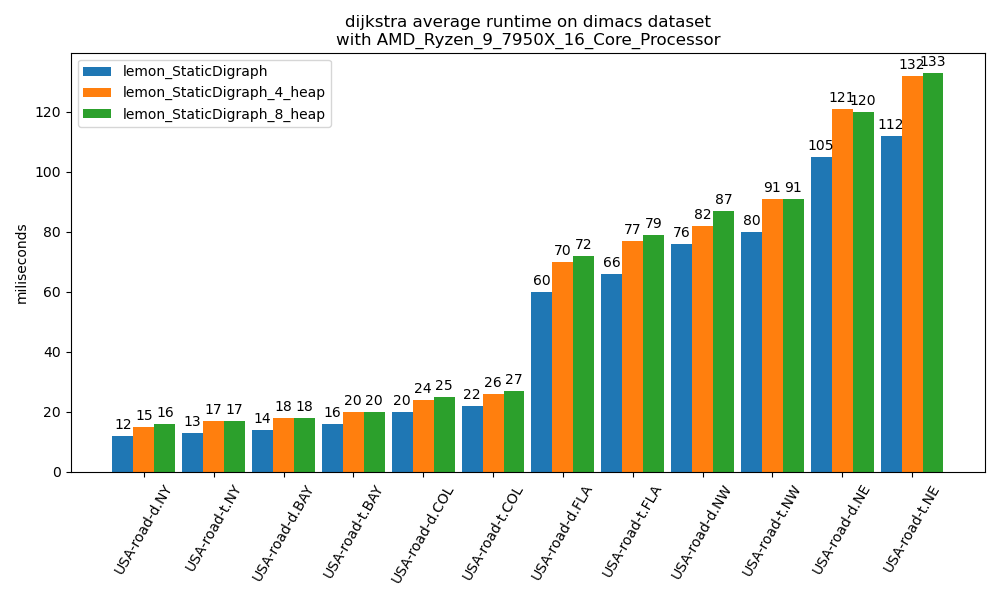 dijkstra average runtime on dimacs dataset
with AMD_Ryzen_9_7950X_16_Core_Processor
lemon_StaticDigraph
lemon_StaticDigraph_4_heap
lemon_StaticDigraph_8_heap
miliseconds
120
100
80
60
40
20
0
12 15 16
13 17 17
14 18 18
16 20 20
20 24 25
22 26 27
60 70 72
66 77 79
76 82 87
80 91 91
105 121 120
112 132 133
USA-road-d.NY
USA-road-t.NY
USA-road-d.BAY
USA-road-t.BAY
USA-road-d.COL
USA-road-t.COL
USA-road-d.FLA
USA-road-t.FLA
USA-road-d.NW
USA-road-t.NW
USA-road-d.NE
USA-road-t.NE